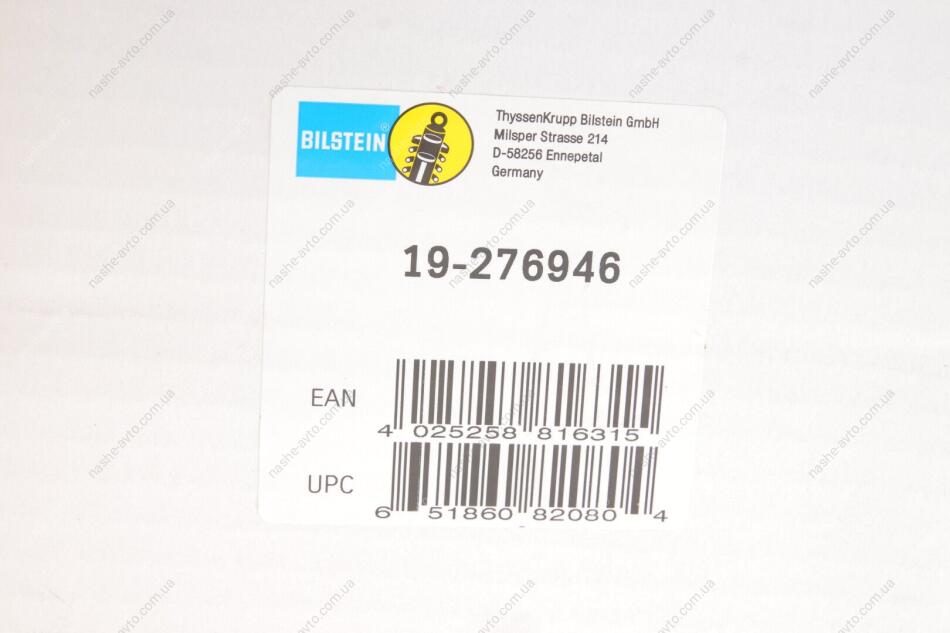 BILSTEIN®
ThyssenKrupp Bilstein GmbH
Milsper Strasse 214
D-58256 Ennepetal
Germany
19-276946
EAN
4 025258 816315
UPC
6 51860 82080 4
nashe-avto.com.ua